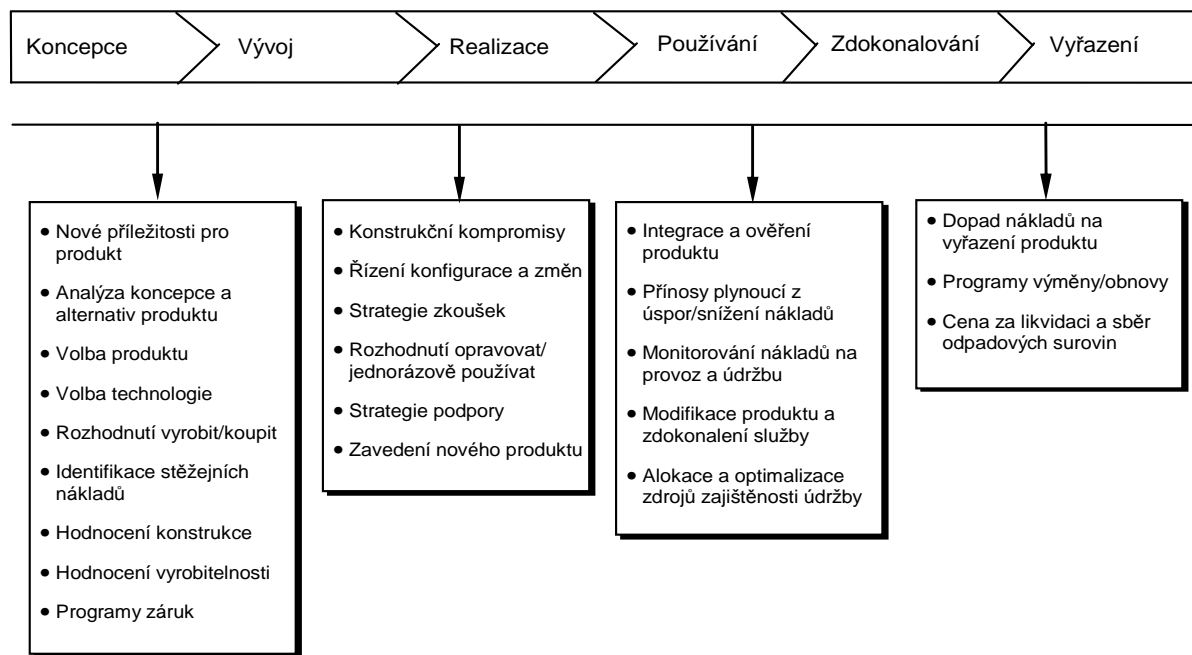 Koncepce
Vývoj
Realizace
Používání
Zdokonalování
Vyřazení
• Nové příležitosti pro
produkt
• Analýza koncepce a
alternativ produktu
• Volba produktu
• Volba technologie
• Rozhodnutí vyrobit/koupit
• Identifikace stěžejních
nákladů
• Hodnocení konstrukce
• Hodnocení vyrobitelnosti
• Programy záruk
• Konstrukční kompromisy
• Řízení konfigurace a změn
• Strategie zkoušek
• Rozhodnutí opravovat/
jednorázově používat
• Strategie podpory
• Zavedení nového produktu
• Integrace a ověření
produktu
• Přínosy plynoucí z
úspor/snížení nákladů
• Monitorování nákladů na
provoz a údržbu
• Modifikace produktu a
zdokonalení služby
• Alokace a optimalizace
zdrojů zajištěnosti údržby
• Dopad nákladů na
vyřazení produktu
• Programy výměny/obnovy
• Cena za likvidaci a sběr
odpadových surovin